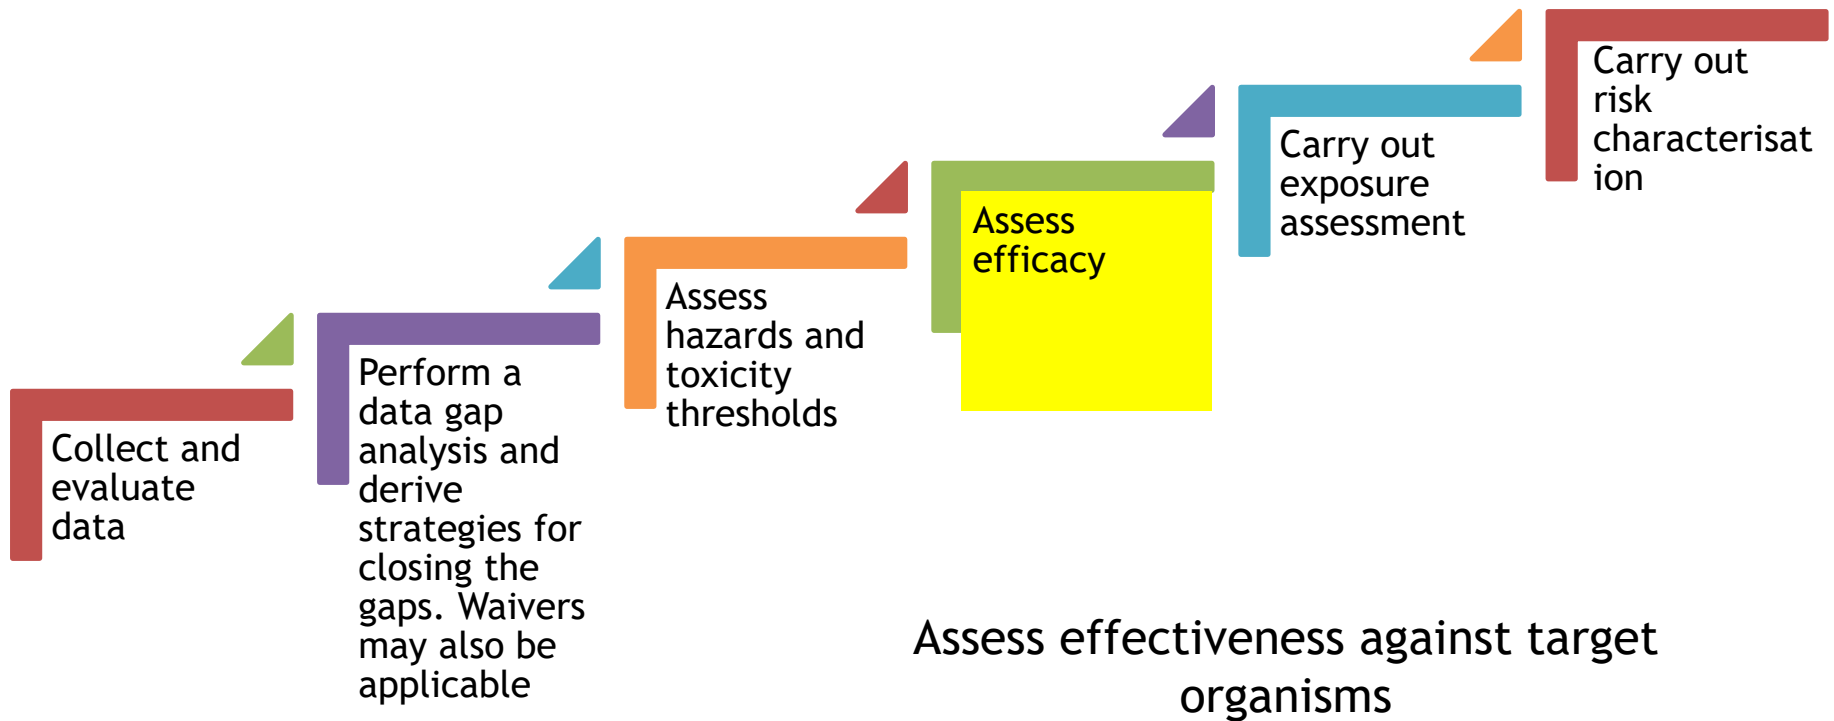 Collect and
evaluate
data
Perform a
data gap
analysis and
derive
strategies for
closing the
gaps. Waivers
may also be
applicable
Assess
hazards and
toxicity
thresholds
Assess
efficacy
Carry out
exposure
assessment
Carry out
risk
characterisat
ion
Assess effectiveness against target
organisms